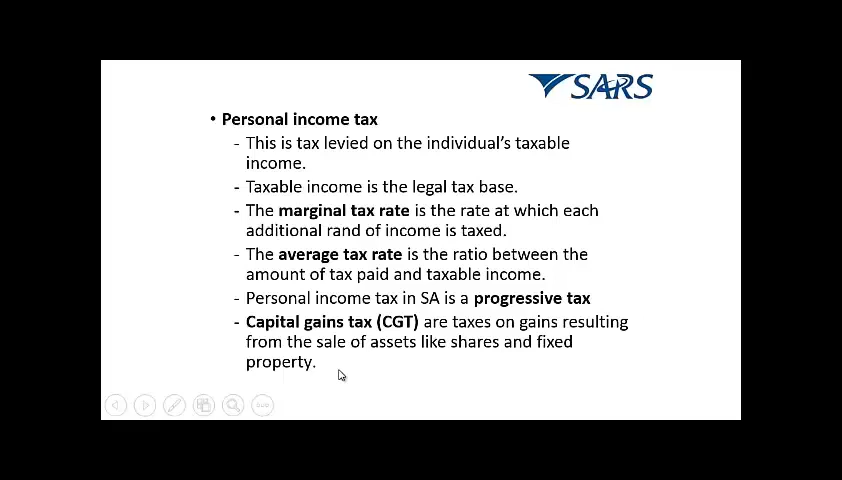 SARS
• Personal income tax
- This is tax levied on the individual's taxable
income.
- Taxable income is the legal tax base.
- The marginal tax rate is the rate at which each
additional rand of income is taxed.
- The average tax rate is the ratio between the
amount of tax paid and taxable income.
- Personal income tax in SA is a progressive tax
- Capital gains tax (CGT) are taxes on gains resulting
from the sale of assets like shares and fixed
property.